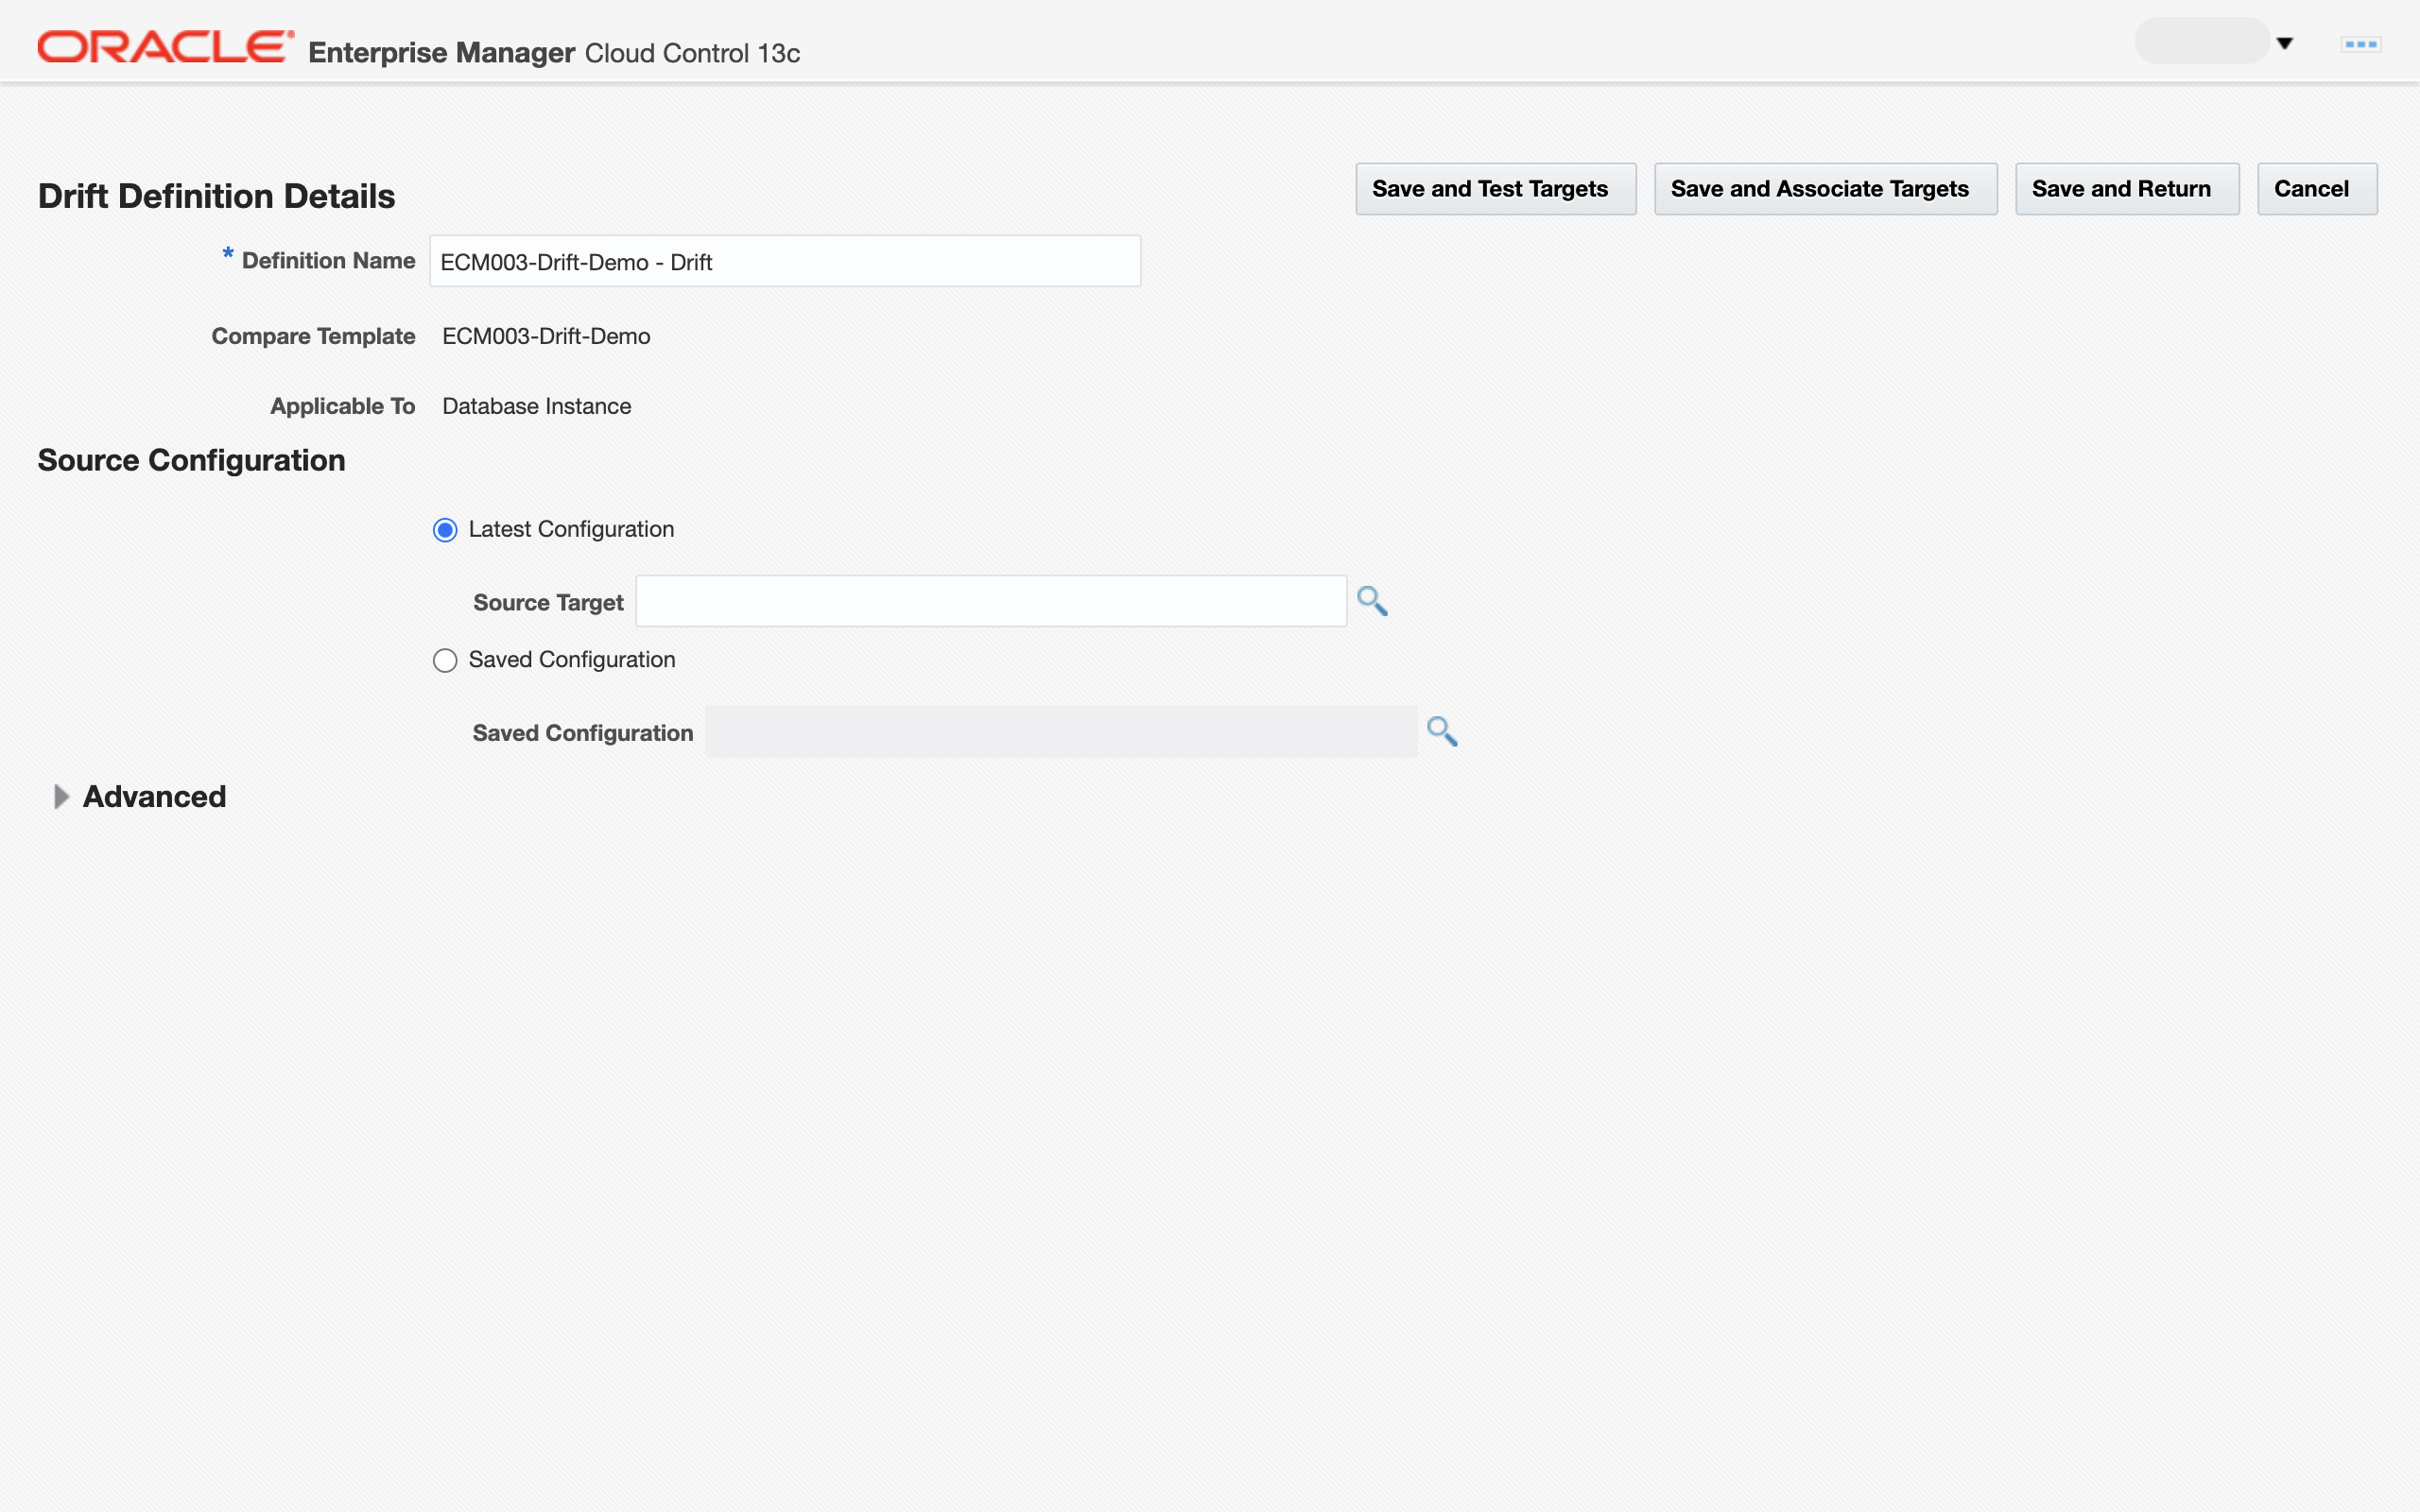 ORACLE® Enterprise Manager Cloud Control 13c
Drift Definition Details
Save and Test Targets Save and Associate Targets Save and Return Cancel
* Definition Name ECM003-Drift-Demo - Drift
Compare Template ECM003-Drift-Demo
Applicable To Database Instance
Source Configuration
Latest Configuration
Source Target
Saved Configuration
Saved Configuration
Advanced